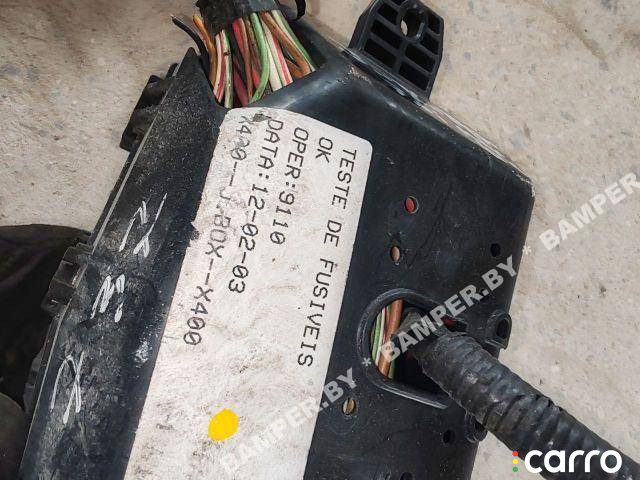 TESTE DE FUSIVEIS
OK
OPER:9110
DATA:12-02-03
X400--J.BOX--X400
BAMPER.BY * BAMPER.BY * BAMPER.BY * BAMPER.BY
carro